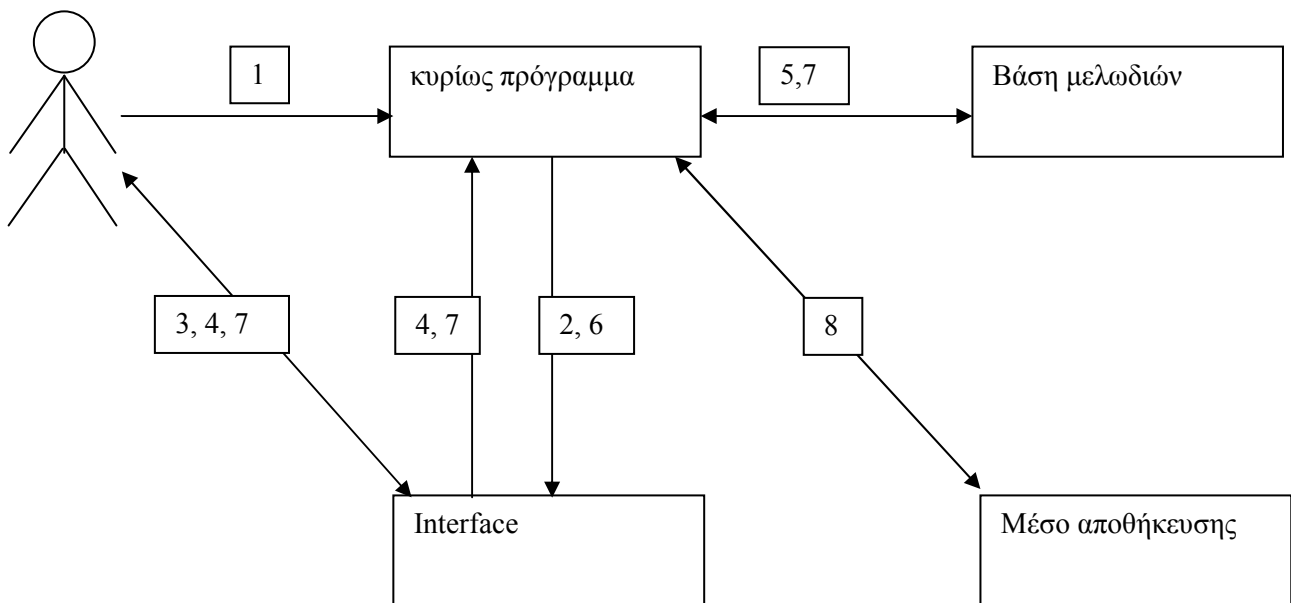 1
κυρίως πρόγραμμα
5,7
Βάση μελωδιών
3, 4, 7
4, 7
2, 6
8
Interface
Μέσο αποθήκευσης